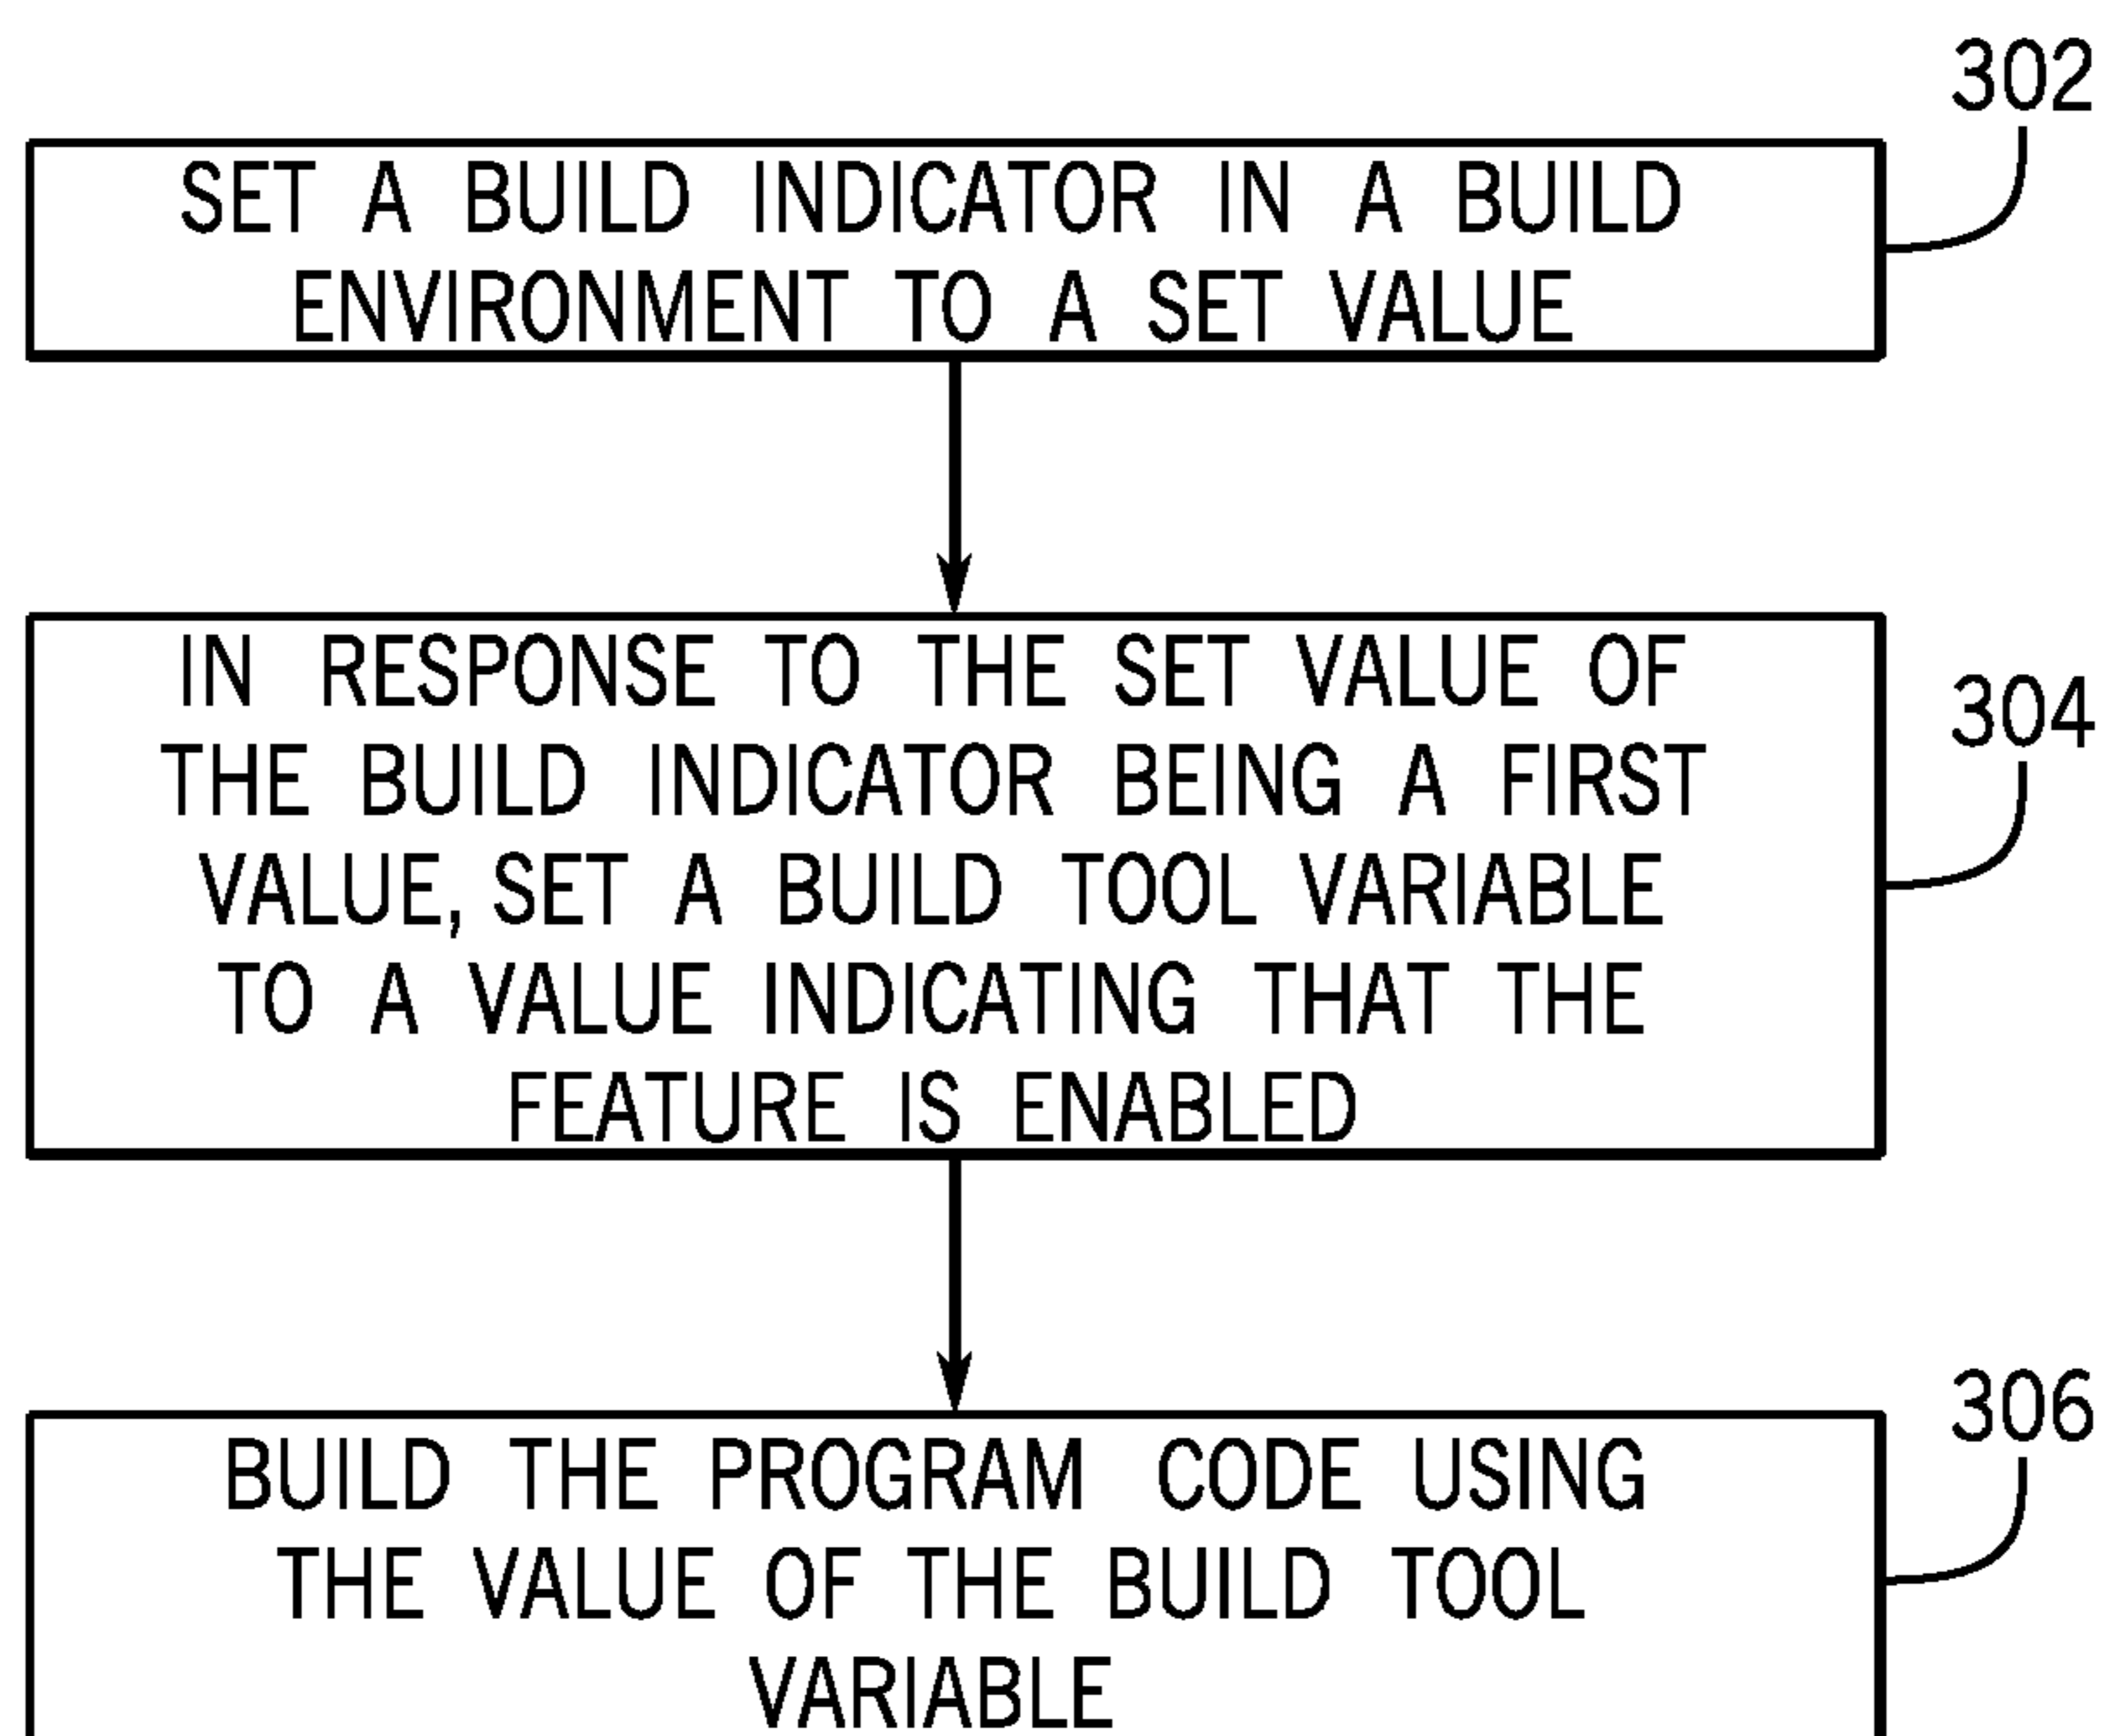 302
SET A BUILD INDICATOR IN A BUILD
ENVIRONMENT TO A SET VALUE
IN RESPONSE TO THE SET VALUE OF
THE BUILD INDICATOR BEING A FIRST
VALUE, SET A BUILD TOOL VARIABLE
TO A VALUE INDICATING THAT THE
FEATURE IS ENABLED
304
BUILD THE PROGRAM CODE USING
THE VALUE OF THE BUILD TOOL
VARIABLE
306